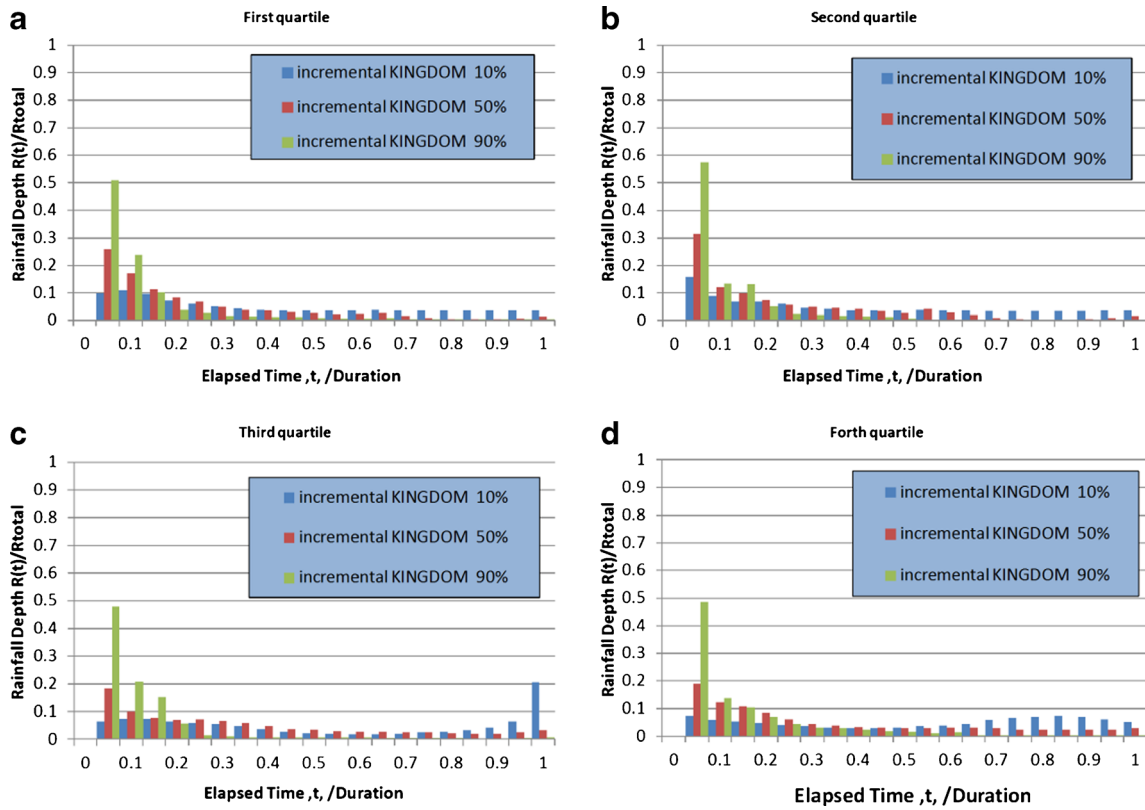 a
First quartile
1
0.9
0.8
0.7
0.6
0.5
0.4
0.3
0.2
0.1
0
Rainfall Depth R(t)/Rtotal
incremental KINGDOM 10%
incremental KINGDOM 50%
incremental KINGDOM 90%
0 0.1 0.2 0.3 0.4 0.5 0.6 0.7 0.8 0.9 1
Elapsed Time ,t, /Duration
b
Second quartile
1
0.9
0.8
0.7
0.6
0.5
0.4
0.3
0.2
0.1
0
Rainfall Depth R(t)/Rtotal
incremental KINGDOM 10%
incremental KINGDOM 50%
incremental KINGDOM 90%
0 0.1 0.2 0.3 0.4 0.5 0.6 0.7 0.8 0.9 1
Elapsed Time ,t, /Duration
c
Third quartile
1
0.9
0.8
0.7
0.6
0.5
0.4
0.3
0.2
0.1
0
Rainfall Depth R(t)/Rtotal
incremental KINGDOM 10%
incremental KINGDOM 50%
incremental KINGDOM 90%
0 0.1 0.2 0.3 0.4 0.5 0.6 0.7 0.8 0.9 1
Elapsed Time ,t, /Duration
d
Forth quartile
1
0.9
0.8
0.7
0.6
0.5
0.4
0.3
0.2
0.1
0
Rainfall Depth R(t)/Rtotal
incremental KINGDOM 10%
incremental KINGDOM 50%
incremental KINGDOM 90%
0 0.1 0.2 0.3 0.4 0.5 0.6 0.7 0.8 0.9 1
Elapsed Time ,t, /Duration